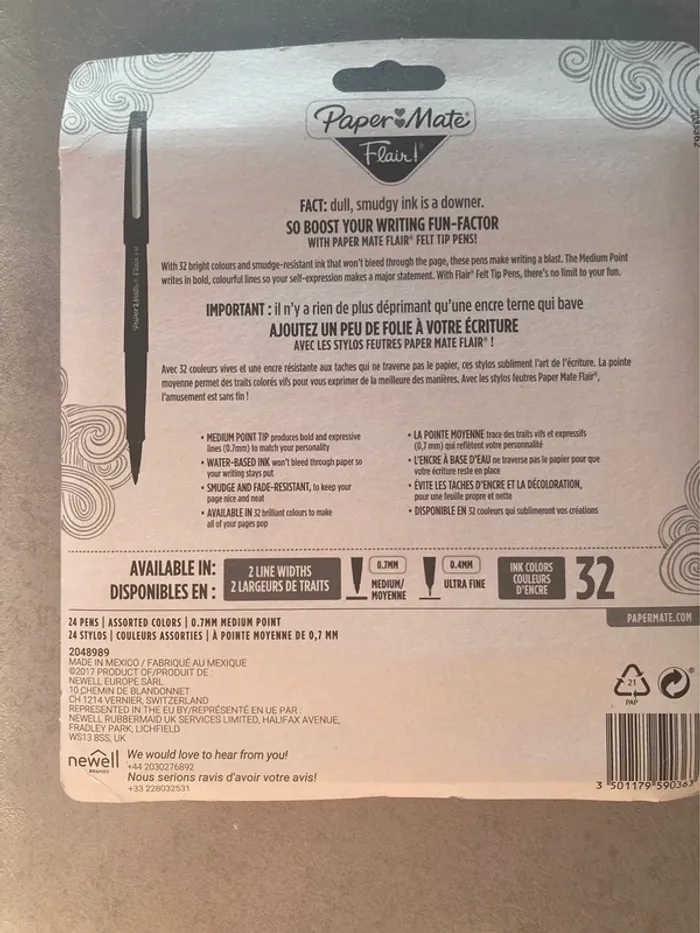 Paper Mate®
Flair!®
FACT: dull, smudgy ink is a downer.
SO BOOST YOUR WRITING FUN-FACTOR
WITH PAPER MATE FLAIR® FELT TIP PENS!
With 32 bright colours and smudge-resistant ink that won't bleed through the page, these pens make writing a blast. The Medium Point
writes in bold, colourful lines so your self-expression makes a major statement. With Flair® Felt Tip Pens, there's no limit to your fun.
IMPORTANT : il n'y a rien de plus déprimant qu'une encre terne qui bave
AJOUTEZ UN PEU DE FOLIE À VOTRE ÉCRITURE
AVEC LES STYLOS FEUTRES PAPER MATE FLAIR® !
Avec 32 couleurs vives et une encre résistante aux taches qui ne traverse pas le papier, ces stylos subliment l'art de l'écriture. La pointe
moyenne permet des traits colorés vifs pour vous exprimer de la meilleure des manières. Avec les stylos feutres Paper Mate Flair®,
l'amusement est sans fin !
• MEDIUM POINT TIP produces bold and expressive
lines (0.7mm) to match your personality
• WATER-BASED INK won't bleed through paper so
your writing stays put
• SMUDGE AND FADE-RESISTANT, to keep your
page nice and neat
• AVAILABLE IN 32 brilliant colours to make
all of your pages pop
• LA POINTE MOYENNE trace des traits vifs et expressifs
(0,7 mm) qui reflètent votre personnalité
• L'ENCRE À BASE D'EAU ne traverse pas le papier pour que
votre écriture reste en place
• ÉVITE LES TACHES D'ENCRE ET LA DÉCOLORATION,
pour une feuille propre et nette
• DISPONIBLE EN 32 couleurs qui sublimeront vos créations
AVAILABLE IN:
DISPONIBLES EN :
2 LINE WIDTHS
2 LARGEURS DE TRAITS
0.7MM
MEDIUM/
MOYENNE
0.4MM
ULTRA FINE
INK COLORS
COULEURS
D'ENCRE
32
PAPERMATE.COM
24 PENS | ASSORTED COLORS | 0.7MM MEDIUM POINT
24 STYLOS | COULEURS ASSORTIES | À POINTE MOYENNE DE 0,7 MM
2048989
MADE IN MEXICO / FABRIQUÉ AU MEXIQUE
©2017 PRODUCT OF/PRODUIT DE :
NEWELL EUROPE SÀRL
10 CHEMIN DE BLANDONNET
CH 1214 VERNIER, SWITZERLAND
REPRESENTED IN THE EU BY/REPRÉSENTÉ EN UE PAR :
NEWELL RUBBERMAID UK SERVICES LIMITED, HALIFAX AVENUE,
FRADLEY PARK, LICHFIELD
WS13 8SS, UK
newell
BRANDS
We would love to hear from you!
+44 2030276892
Nous serions ravis d'avoir votre avis!
+33 228032531
21
PAP
3 501179 590363